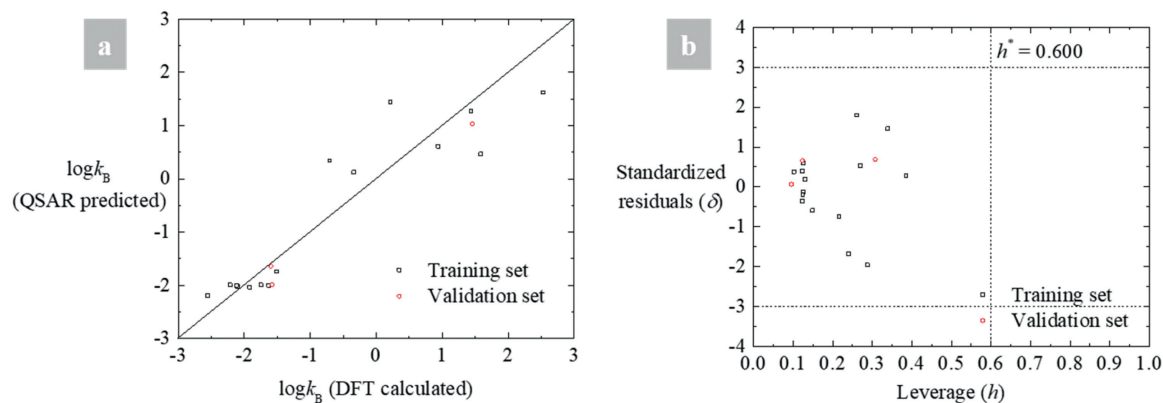 a
3
2
1
0
-1
-2
-3
logk_B
(QSAR predicted)
Training set
Validation set
-3 -2 -1 0 1 2 3
logk_B (DFT calculated)
b
4
3
2
1
0
-1
-2
-3
-4
Standardized
residuals (δ)
h* = 0.600
Training set
Validation set
0.0 0.1 0.2 0.3 0.4 0.5 0.6 0.7 0.8 0.9 1.0
Leverage (h)